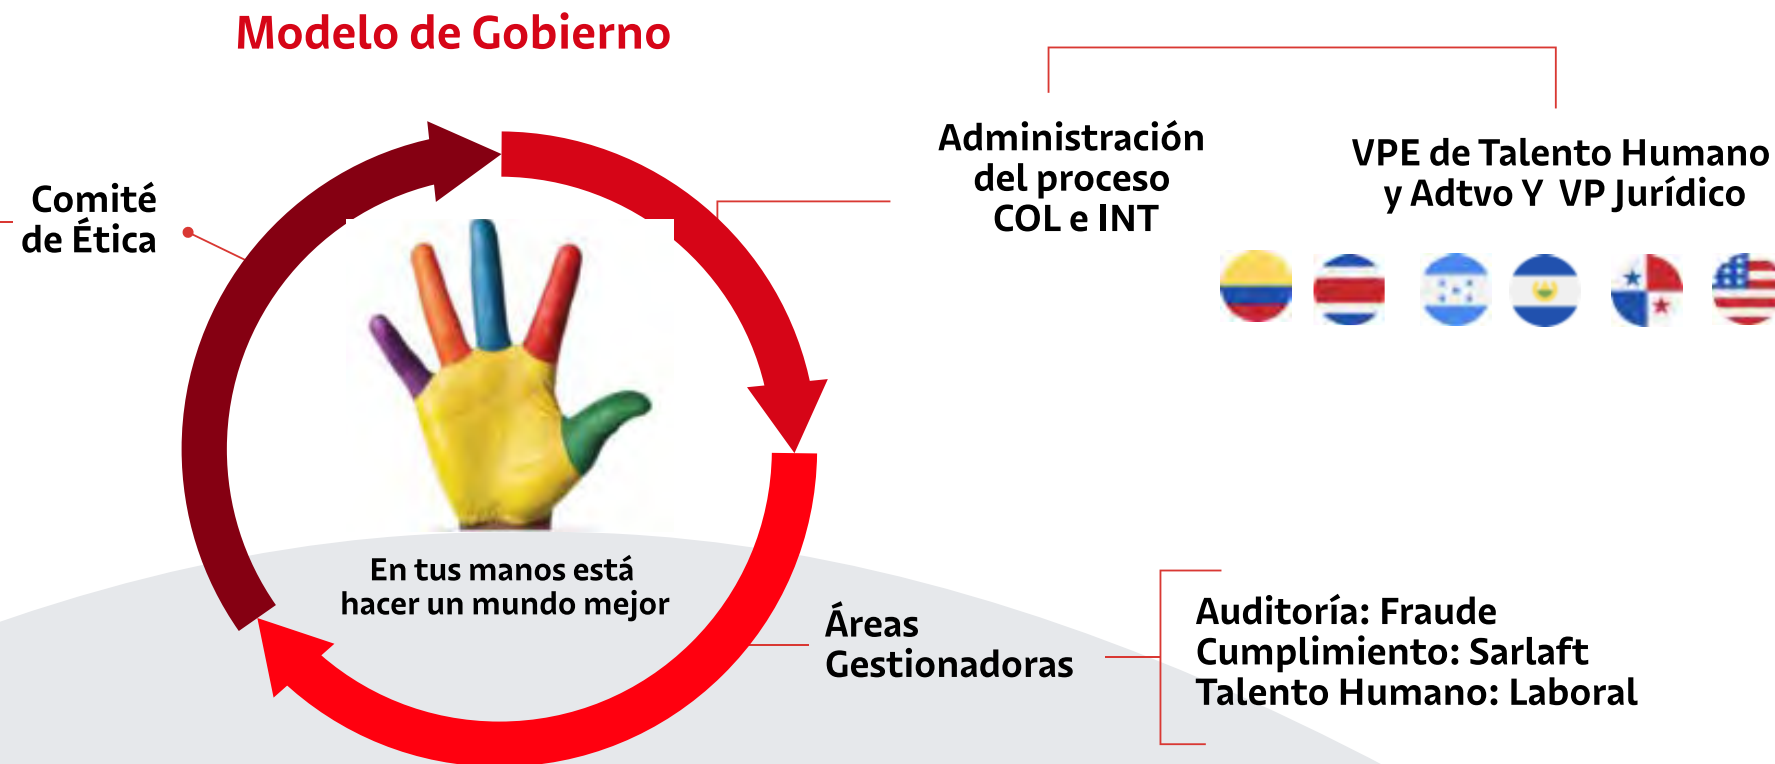 Modelo de Gobierno
Comité
de Ética
Administración
del proceso
COL e INT
VPE de Talento Humano
y Adtvo Y VP Jurídico
En tus manos está
hacer un mundo mejor
Áreas
Gestionadoras
Auditoría: Fraude
Cumplimiento: Sarlaft
Talento Humano: Laboral